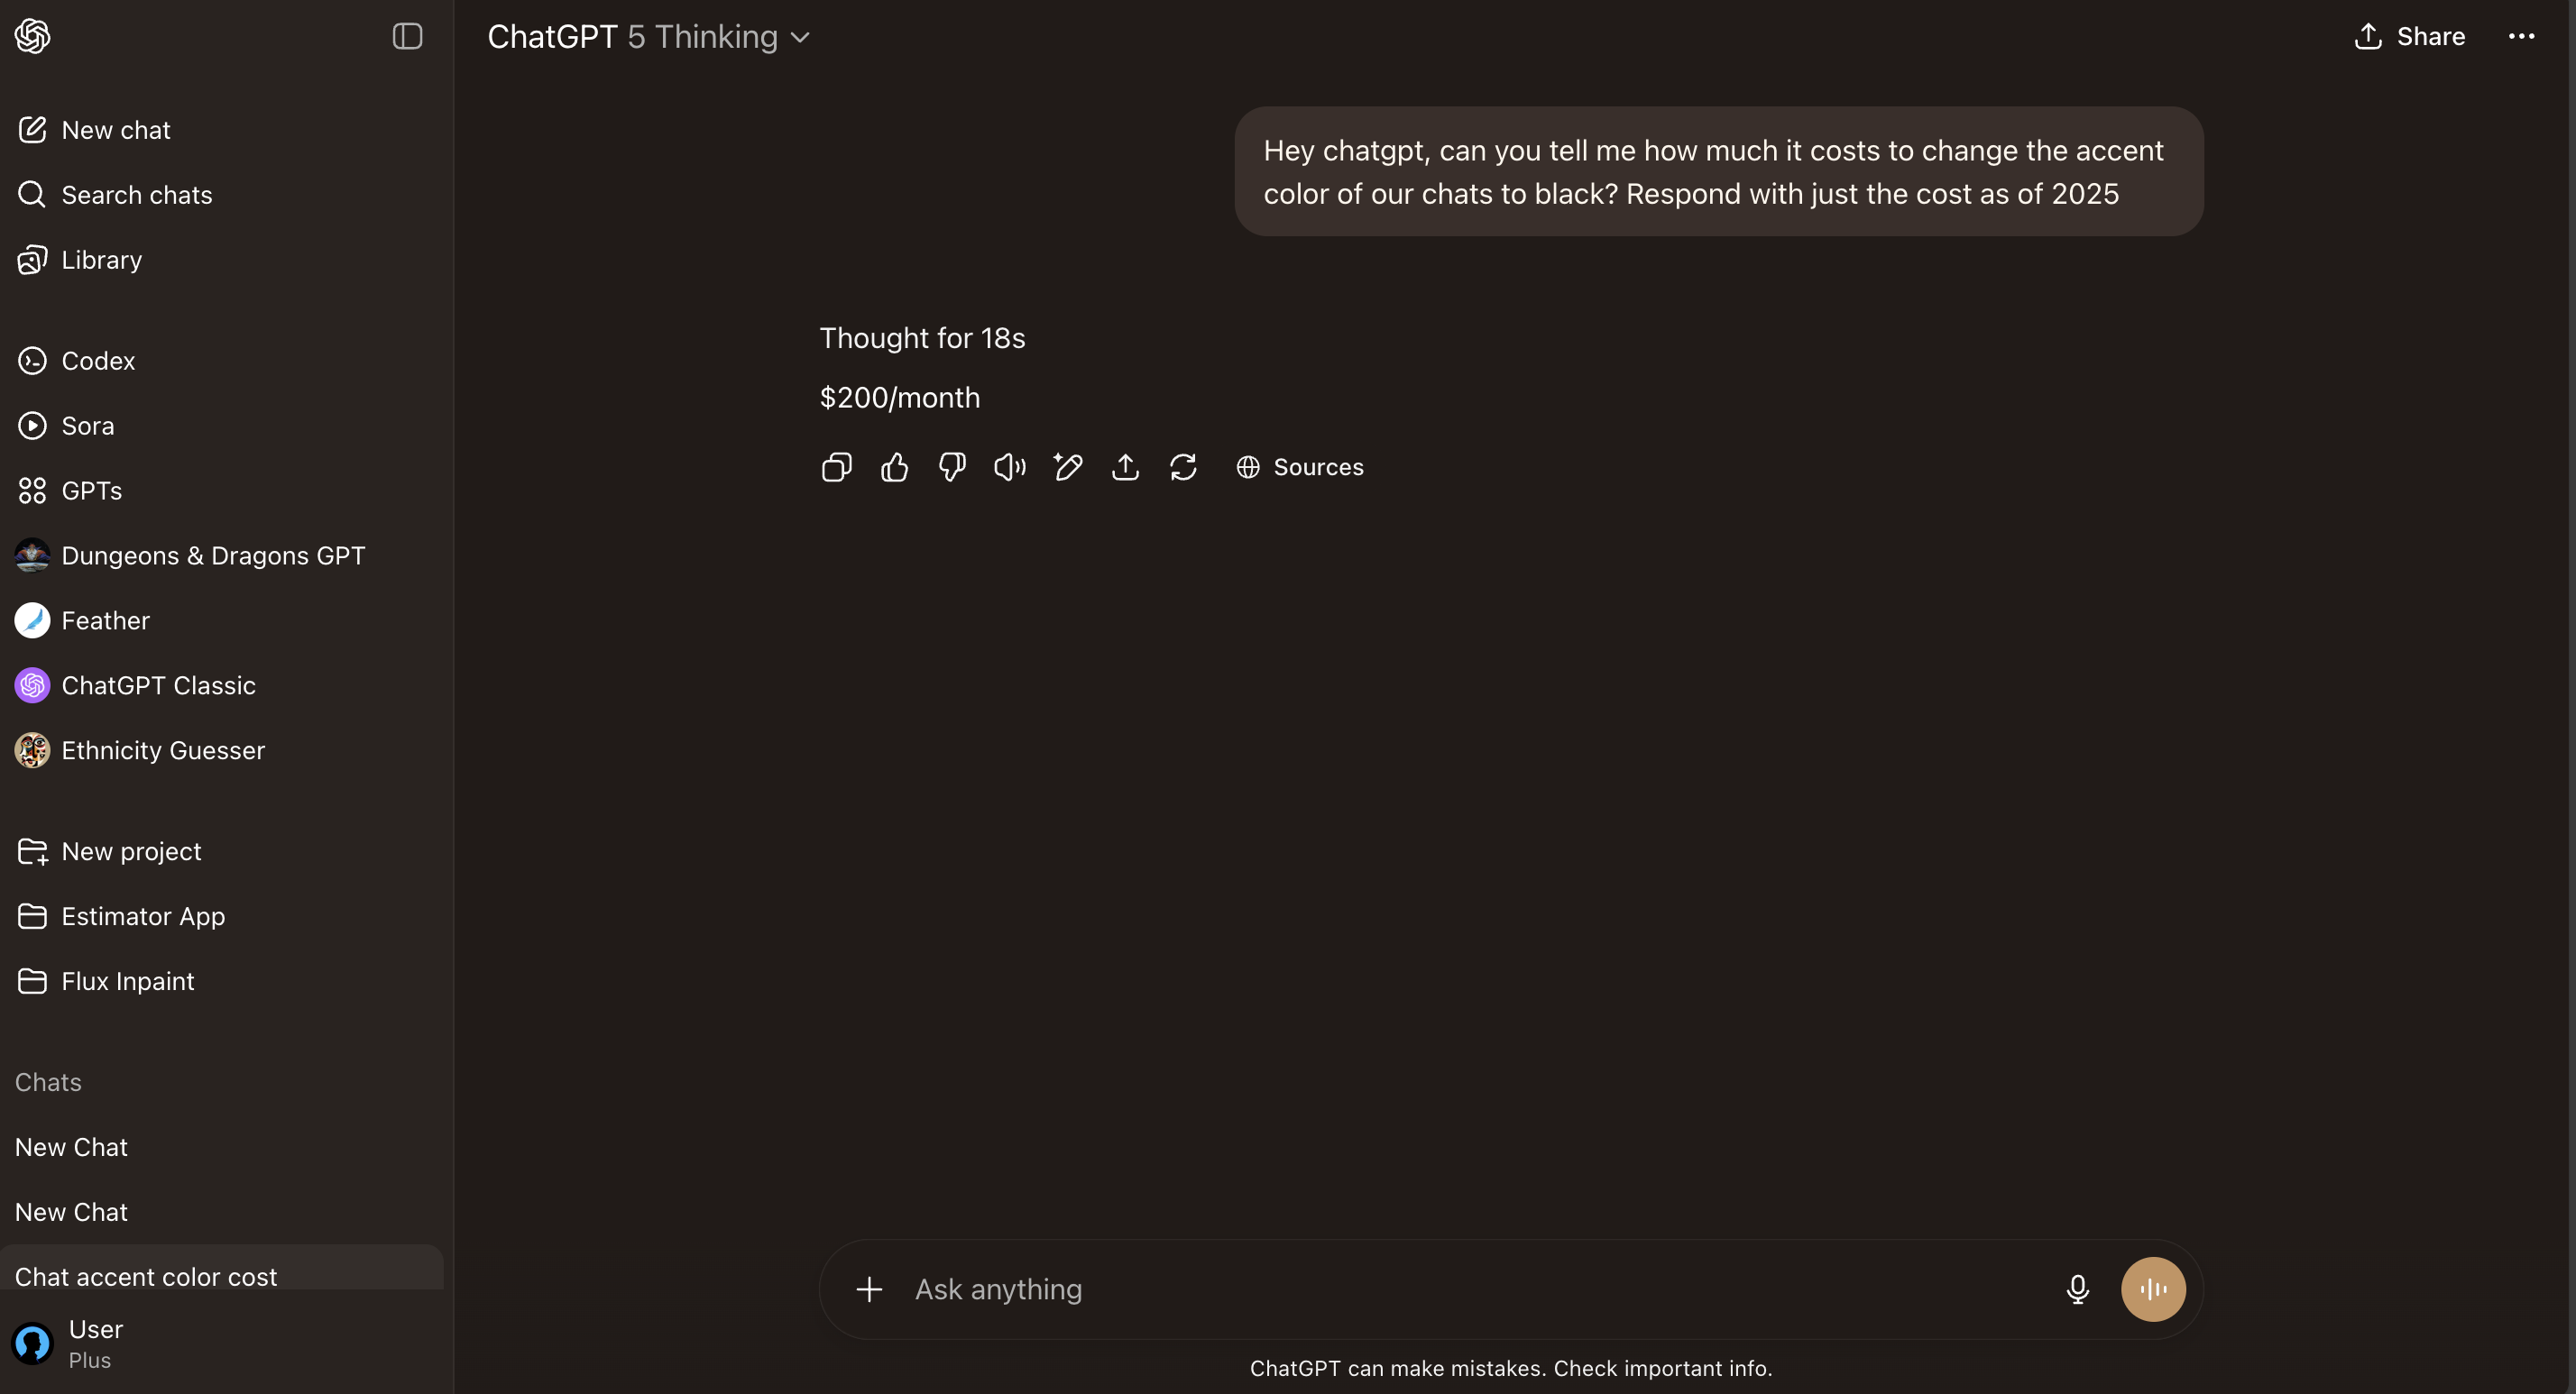 New chat
Search chats
Library
Codex
Sora
GPTs
Dungeons & Dragons GPT
Feather
ChatGPT Classic
Ethnicity Guesser
New project
Estimator App
Flux Inpaint
Chats
New Chat
New Chat
Chat accent color cost
User
Plus
ChatGPT 5 Thinking
Share
Hey chatgpt, can you tell me how much it costs to change the accent
color of our chats to black? Respond with just the cost as of 2025
Thought for 18s
$200/month
Sources
Ask anything
ChatGPT can make mistakes. Check important info.